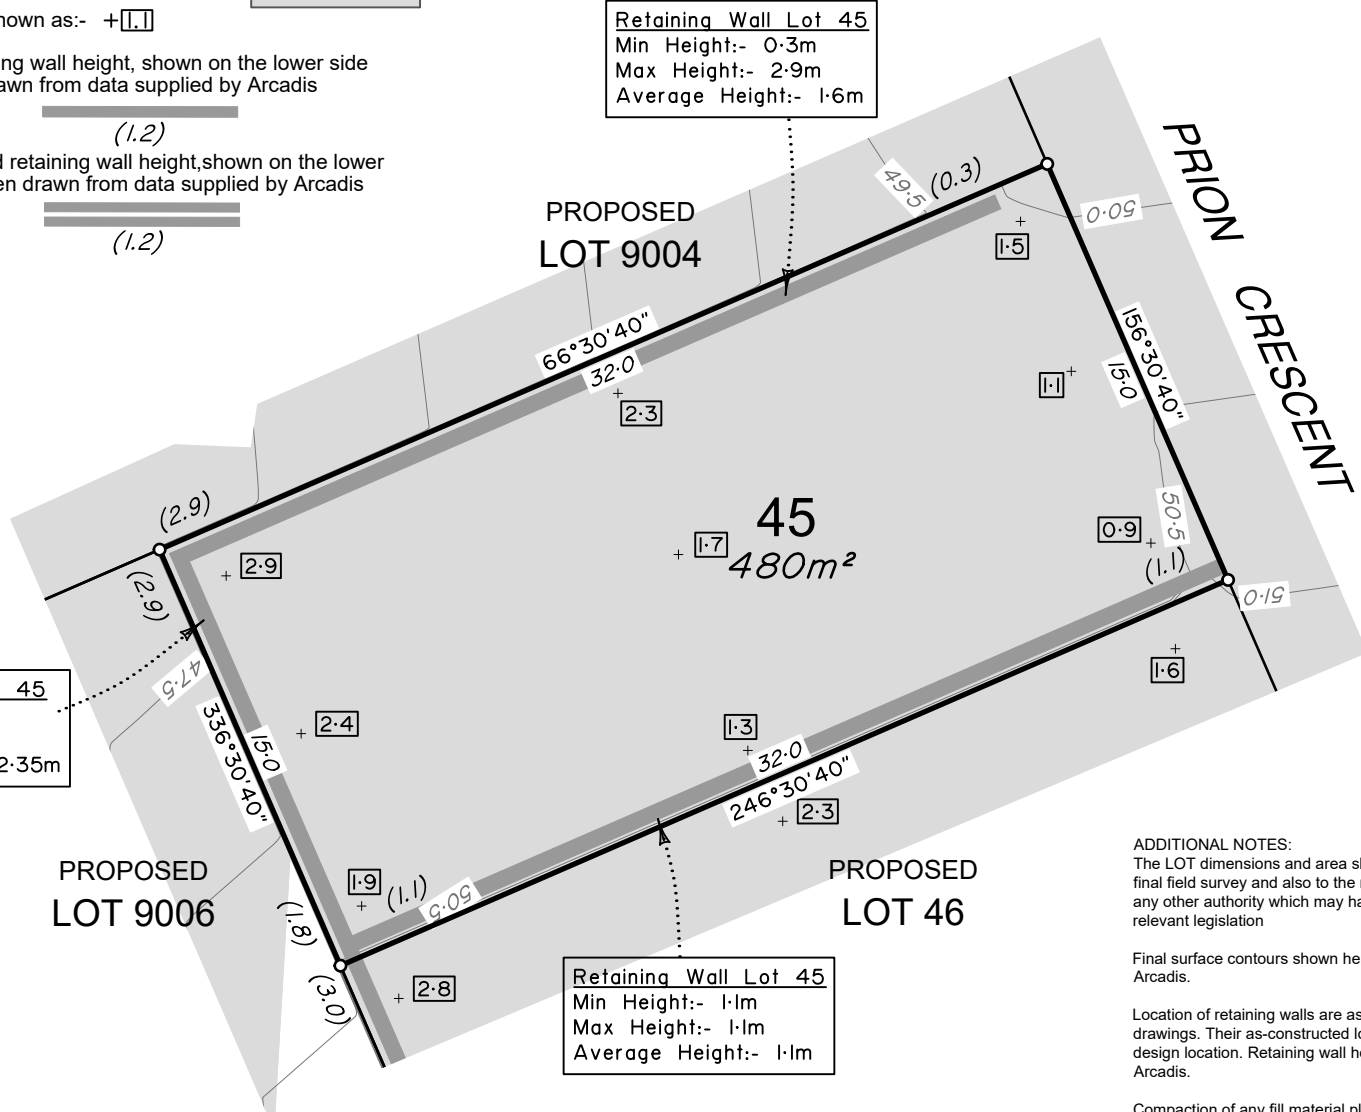 hown as:- +1.1
ng wall height, shown on the lower side
awn from data supplied by Arcadis
(1.2)
d retaining wall height,shown on the lower
en drawn from data supplied by Arcadis
(1.2)
Retaining Wall Lot 45
Min Height:- 0·3m
Max Height:- 2·9m
Average Height:- 1·6m
PROPOSED
LOT 9004
49·5
(0.3)
50·0
1·5
PRION CRESCENT
66°30'40"
32·0
2·3
156°30'40"
15·0
1·1
(2.9)
(2.9)
2·9
45
480m²
1·7
0·9
50·5
(1.1)
51·0
1·6
47·5
45
2·35m
336°30'40"
15·0
2·4
1·3
32·0
246°30'40"
2·3
PROPOSED
LOT 9006
1·9
(1.1)
50·5
(1.8)
(3.0)
2·8
PROPOSED
LOT 46
Retaining Wall Lot 45
Min Height:- 1·1m
Max Height:- 1·1m
Average Height:- 1·1m
ADDITIONAL NOTES:
The LOT dimensions and area s
final field survey and also to the
any other authority which may ha
relevant legislation
Final surface contours shown he
Arcadis.
Location of retaining walls are as
drawings. Their as-constructed lo
design location. Retaining wall he
Arcadis.
Compaction of any fill material pl